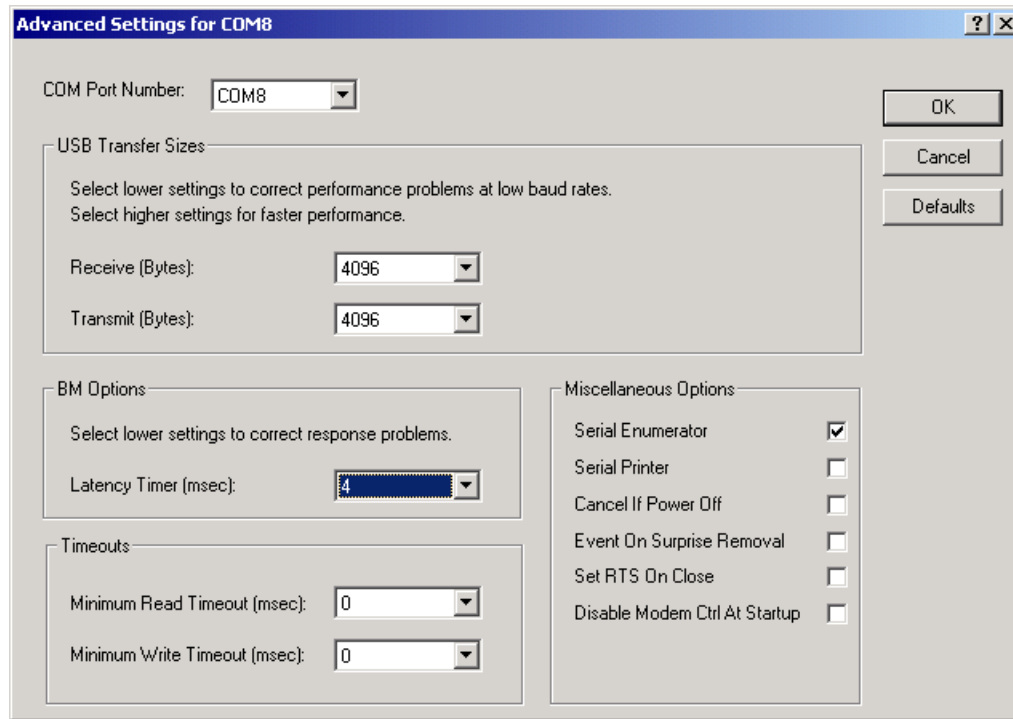 Advanced Settings for COM8
COM Port Number: COM8
OK
Cancel
Defaults
USB Transfer Sizes
Select lower settings to correct performance problems at low baud rates.
Select higher settings for faster performance.
Receive (Bytes): 4096
Transmit (Bytes): 4096
BM Options
Select lower settings to correct response problems.
Latency Timer (msec): 4
Timeouts
Minimum Read Timeout (msec): 0
Minimum Write Timeout (msec): 0
Miscellaneous Options
Serial Enumerator
Serial Printer
Cancel If Power Off
Event On Surprise Removal
Set RTS On Close
Disable Modem Ctrl At Startup